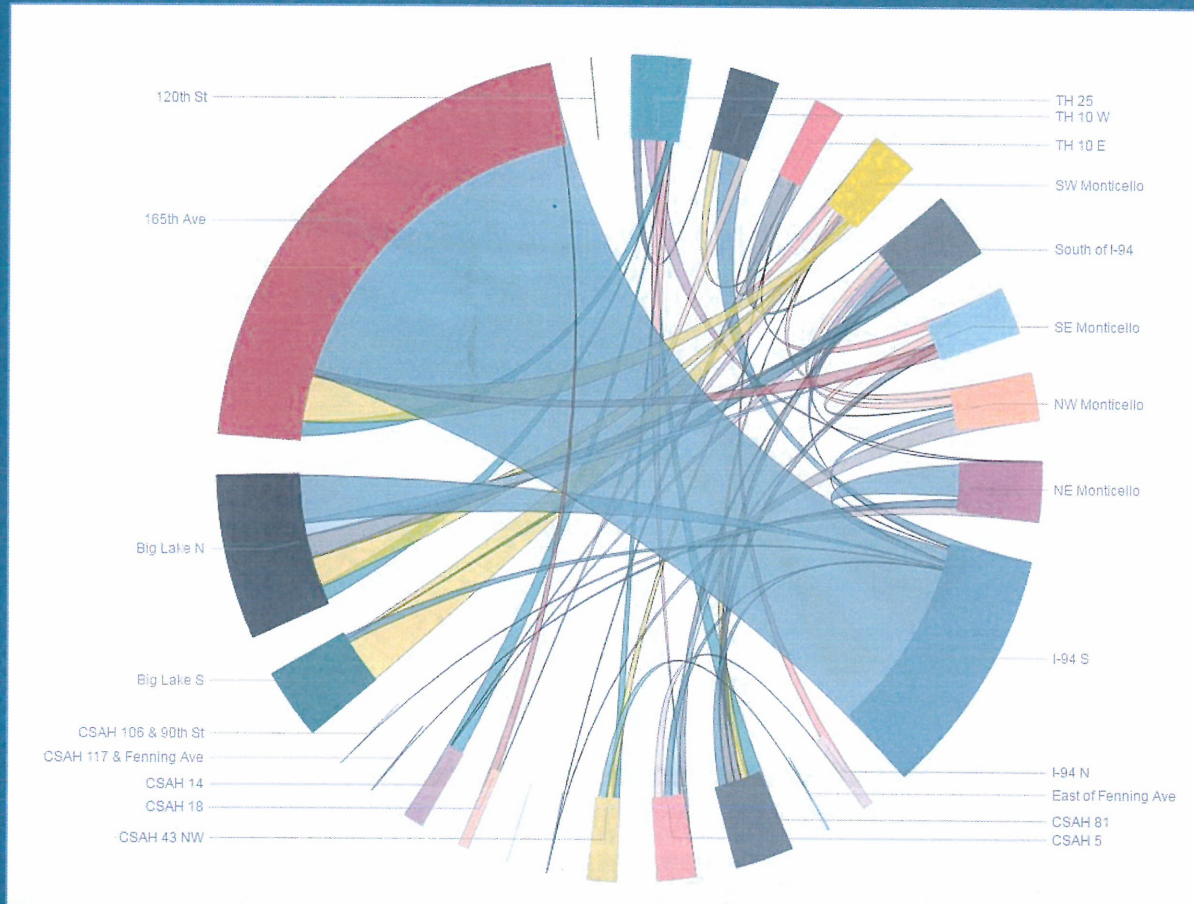 120th St
165th Ave
Big Lake N
Big Lake S
CSAH 106 & 90th St
CSAH 117 & Fenning Ave
CSAH 14
CSAH 18
CSAH 43 NW
TH 25
TH 10 W
TH 10 E
SW Monticello
South of I-94
SE Monticello
NW Monticello
NE Monticello
I-94 S
I-94 N
East of Fenning Ave
CSAH 81
CSAH 5